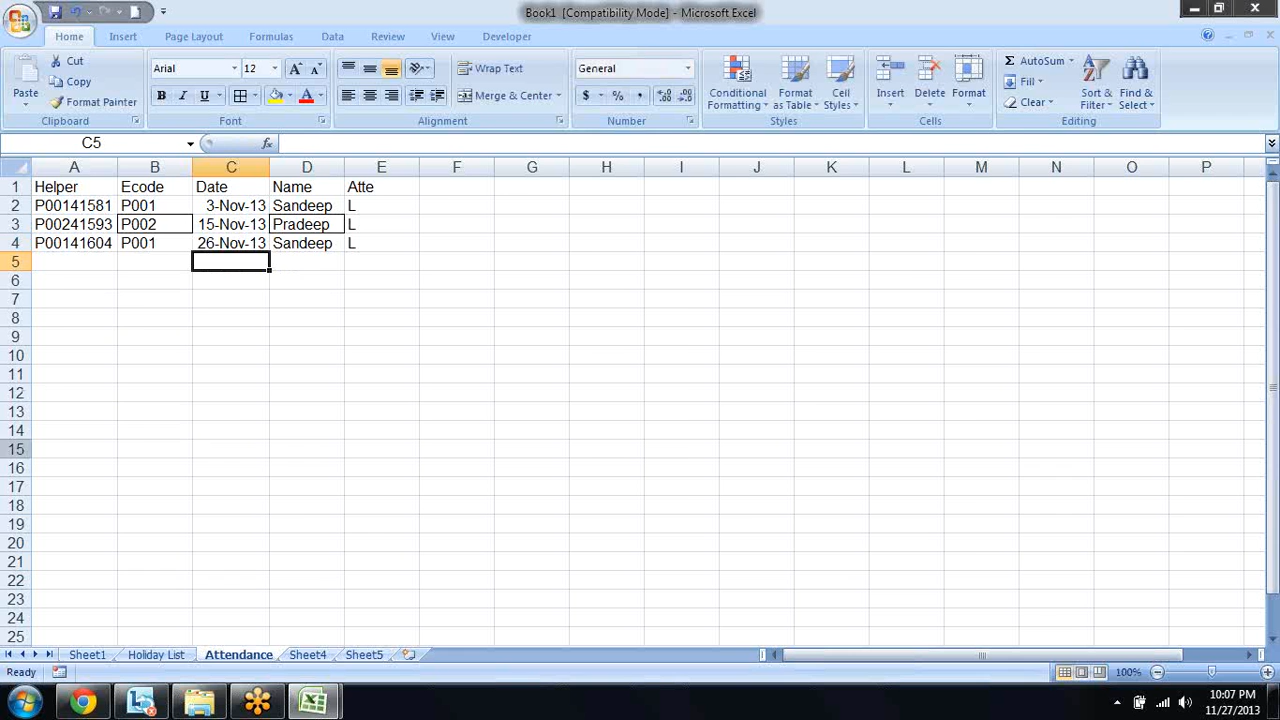 Book1 [Compatibility Mode] - Microsoft Excel
Home Insert Page Layout Formulas Data Review View Developer
Paste Cut Copy Format Painter Clipboard
Arial 12 B I U A A A Font
Wrap Text Merge & Center Alignment
General $ % , Number
Conditional Formatting Format as Table Cell Styles Styles
Insert Delete Format Cells
Σ AutoSum Fill Clear Sort & Filter Find & Select Editing
C5 fx
A B C D E F G H I J K L M N O P
1 Helper Ecode Date Name Atte
2 P00141581 P001 3-Nov-13 Sandeep L
3 P00241593 P002 15-Nov-13 Pradeep L
4 P00141604 P001 26-Nov-13 Sandeep L
5
6
7
8
9
10
11
12
13
14
15
16
17
18
19
20
21
22
23
24
25
Sheet1 Holiday List Attendance Sheet4 Sheet5
Ready 100%
10:07 PM
11/27/2013